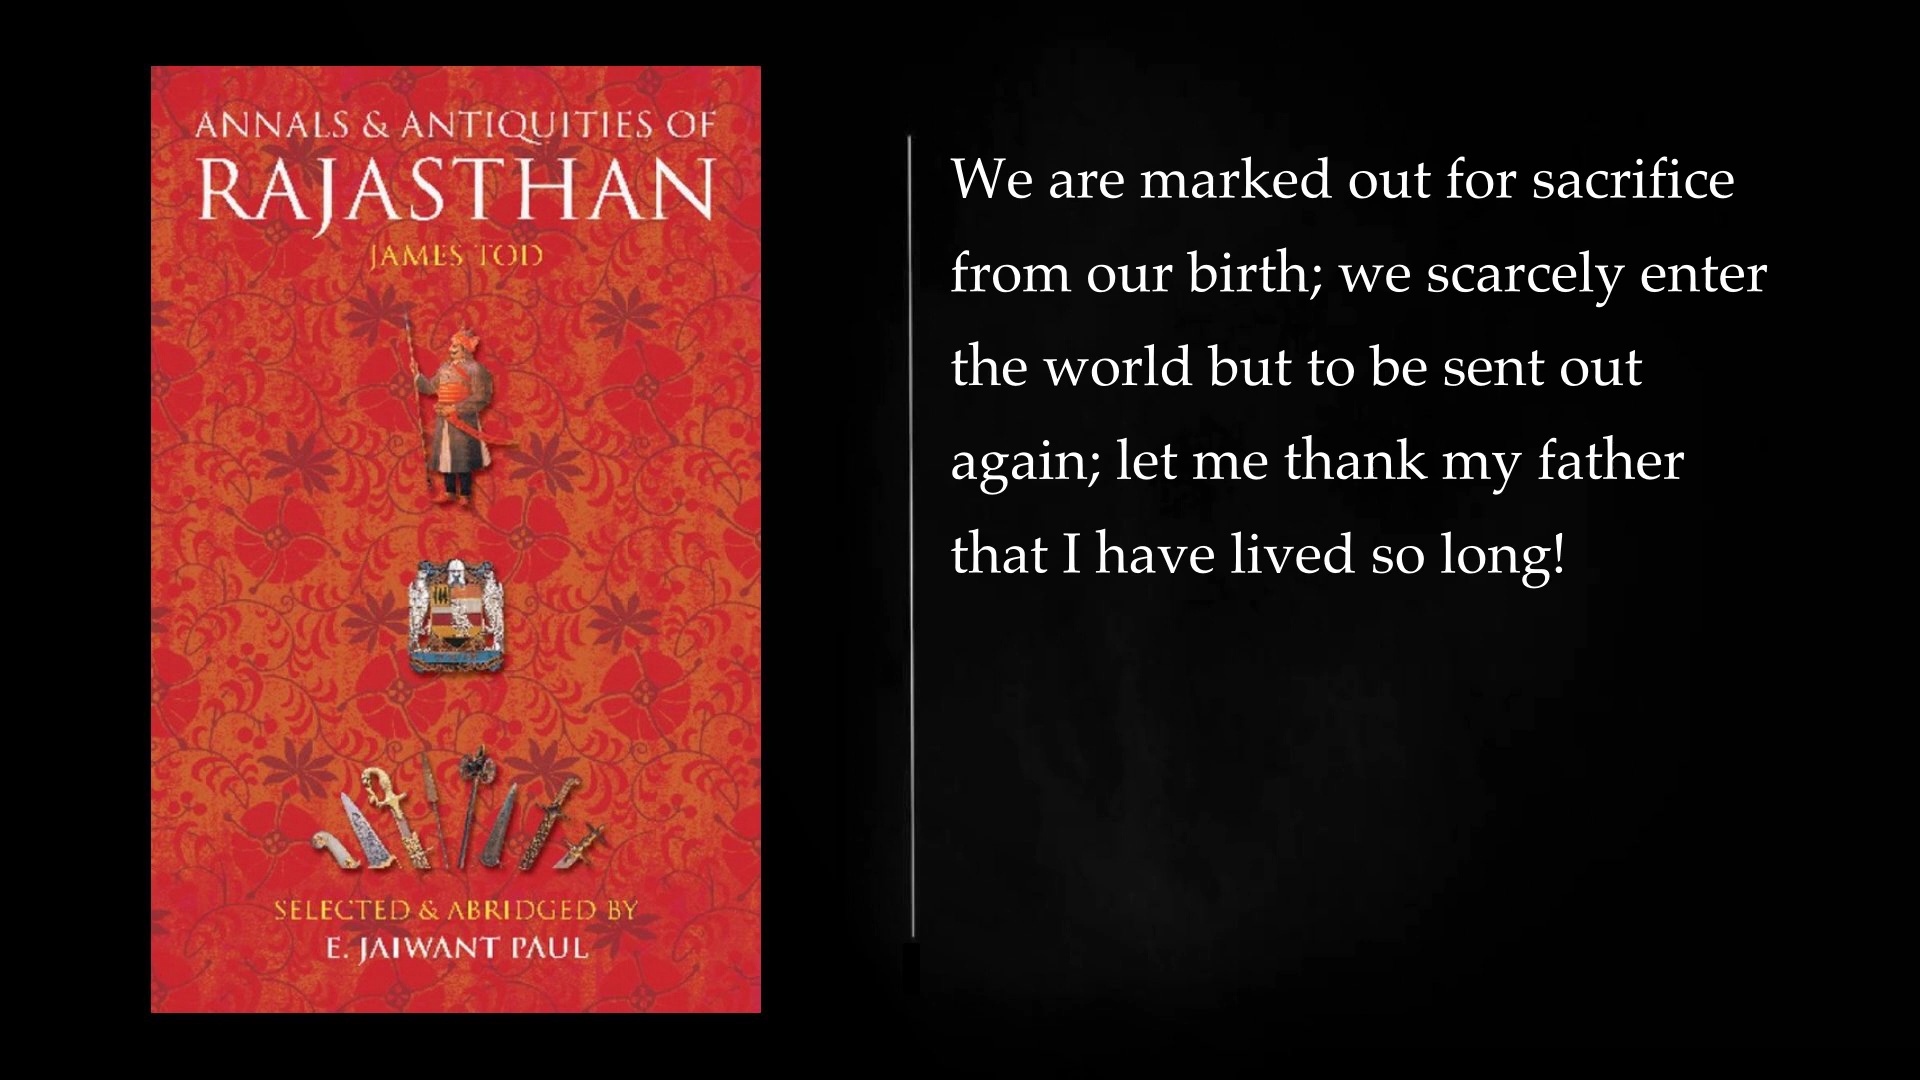 ANNALS & ANTIQUITIES OF
RAJASTHAN
JAMES TOD
SELECTED & ABRIDGED BY
E. JAIWANT PAUL
We are marked out for sacrifice
from our birth; we scarcely enter
the world but to be sent out
again; let me thank my father
that I have lived so long!